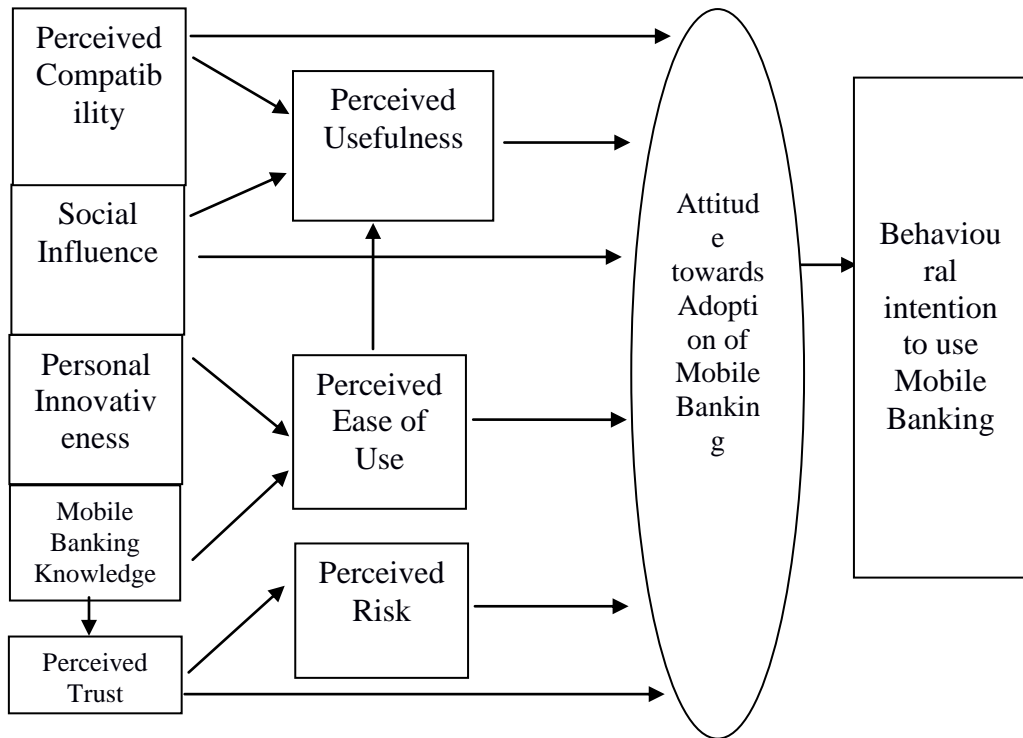 Perceived
Compatib
ility
Social
Influence
Personal
Innovativ
eness
Mobile
Banking
Knowledge
Perceived
Trust
Perceived
Usefulness
Perceived
Ease of
Use
Perceived
Risk
Attitud
e
towards
Adopti
on of
Mobile
Bankin
g
Behaviou
ral
intention
to use
Mobile
Banking